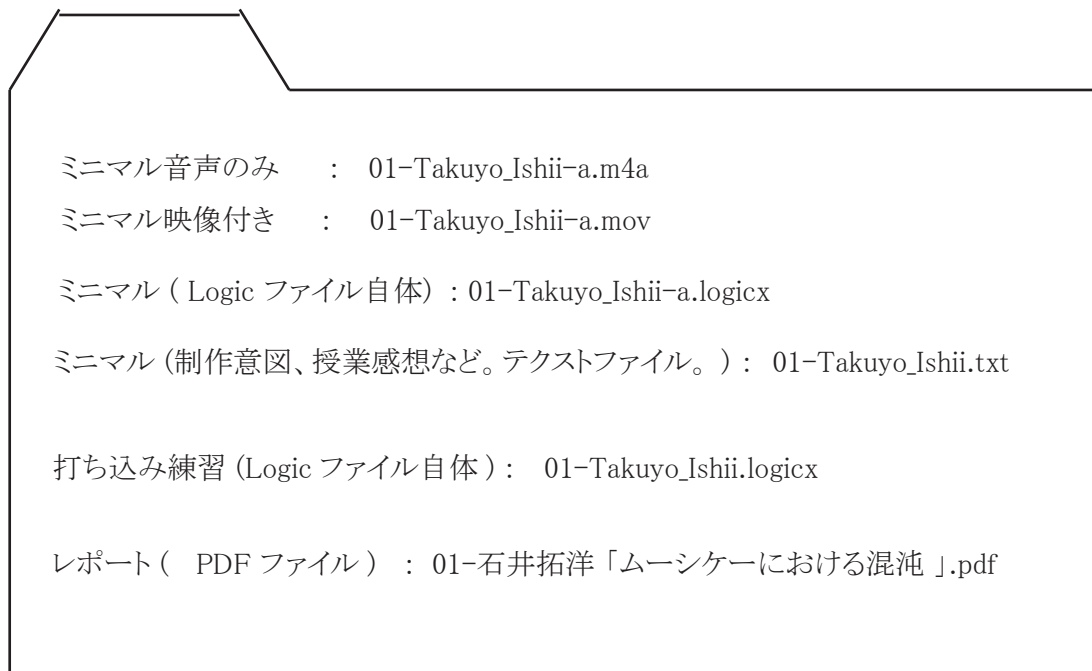 ミニマル音声のみ : 01-Takuyo_Ishii-a.m4a
ミニマル映像付き : 01-Takuyo_Ishii-a.mov
ミニマル ( Logic ファイル自体) : 01-Takuyo_Ishii-a.logicx
ミニマル (制作意図、授業感想など。テクストファイル。 ) : 01-Takuyo_Ishii.txt
打ち込み練習 (Logic ファイル自体 ) : 01-Takuyo_Ishii.logicx
レポート ( PDF ファイル ) : 01-石井拓洋 「ムーシケーにおける混沌 」.pdf